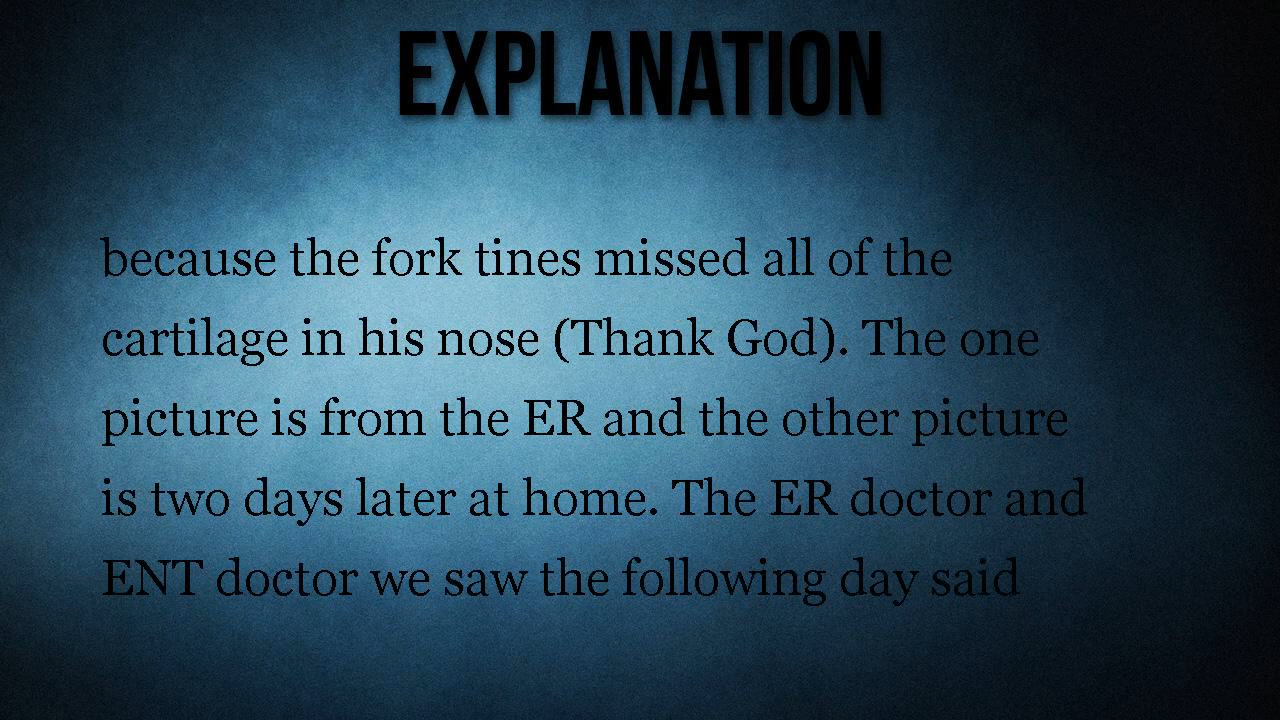 EXPLANATION
because the fork tines missed all of the
cartilage in his nose (Thank God). The one
picture is from the ER and the other picture
is two days later at home. The ER doctor and
ENT doctor we saw the following day said